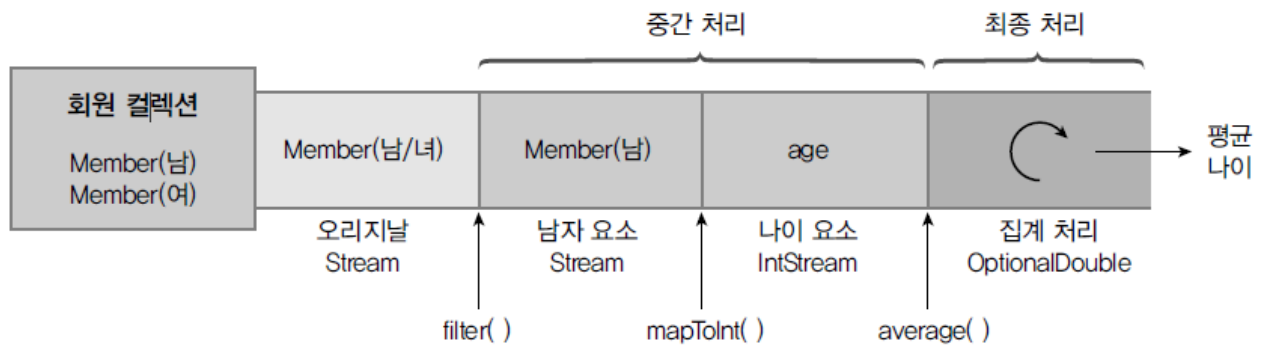 중간 처리
최종 처리
회원 컬렉션
Member(남)
Member(여)
Member(남/녀)
Member(남)
age
평균
나이
오리지날
Stream
남자 요소
Stream
나이 요소
IntStream
집계 처리
OptionalDouble
filter( )
mapToInt( )
average( )